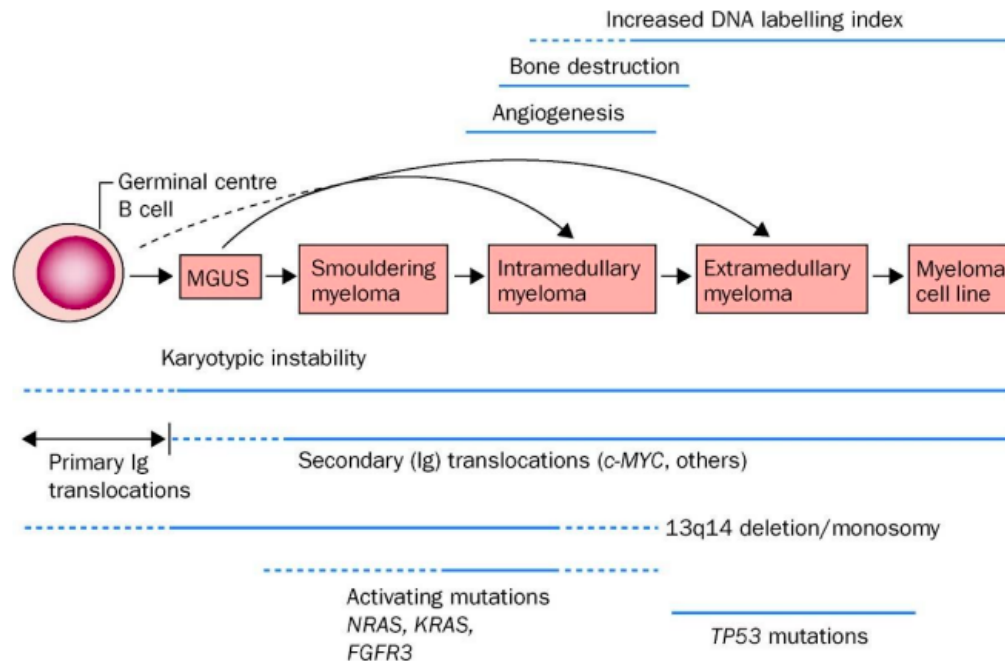 Increased DNA labelling index
Bone destruction
Angiogenesis
Germinal centre
B cell
MGUS
Smouldering
myeloma
Intramedullary
myeloma
Extramedullary
myeloma
Myeloma
cell line
Karyotypic instability
Primary Ig
translocations
Secondary (Ig) translocations (c-MYC, others)
13q14 deletion/monosomy
Activating mutations
NRAS, KRAS,
FGFR3
TP53 mutations